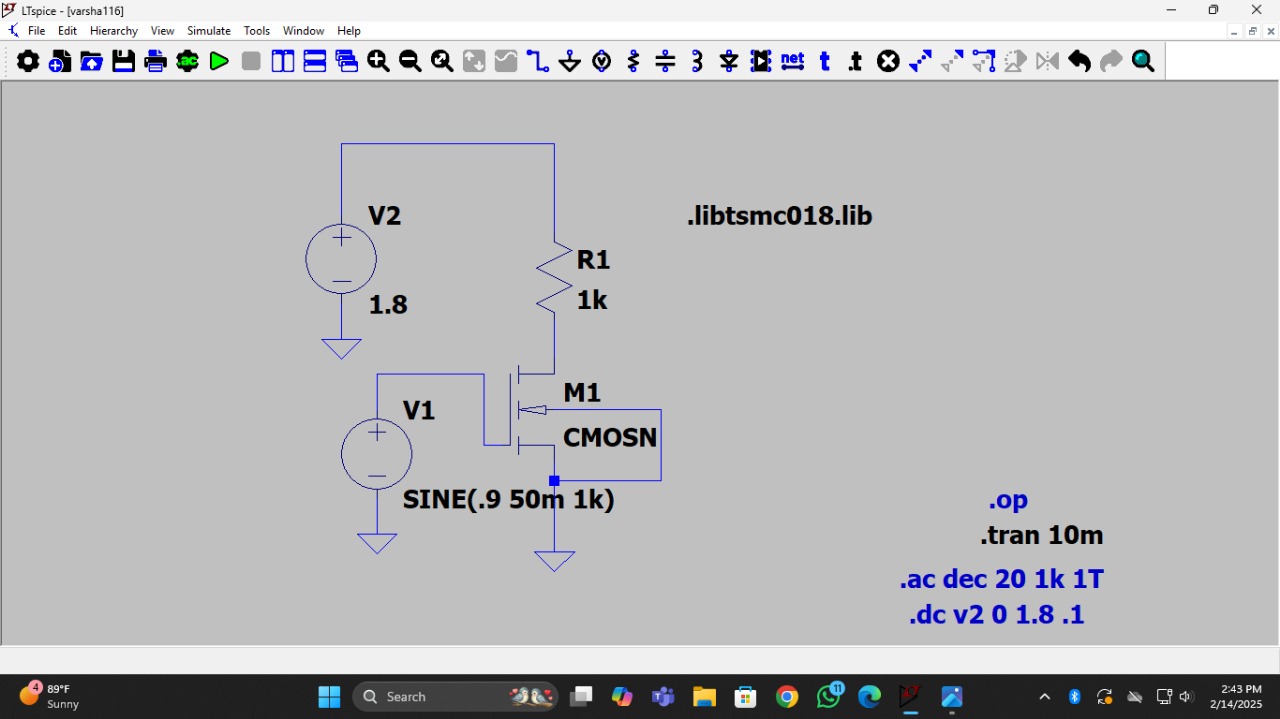 LTspice - [varsha116]
File Edit Hierarchy View Simulate Tools Window Help
.ac net t .t
V2
1.8
.libtsmc018.lib
R1
1k
V1
M1
CMOSN
SINE(.9 50m 1k)
.op
.tran 10m
.ac dec 20 1k 1T
.dc v2 0 1.8 .1
4
89°F
Sunny
Search
11
2:43 PM
2/14/2025